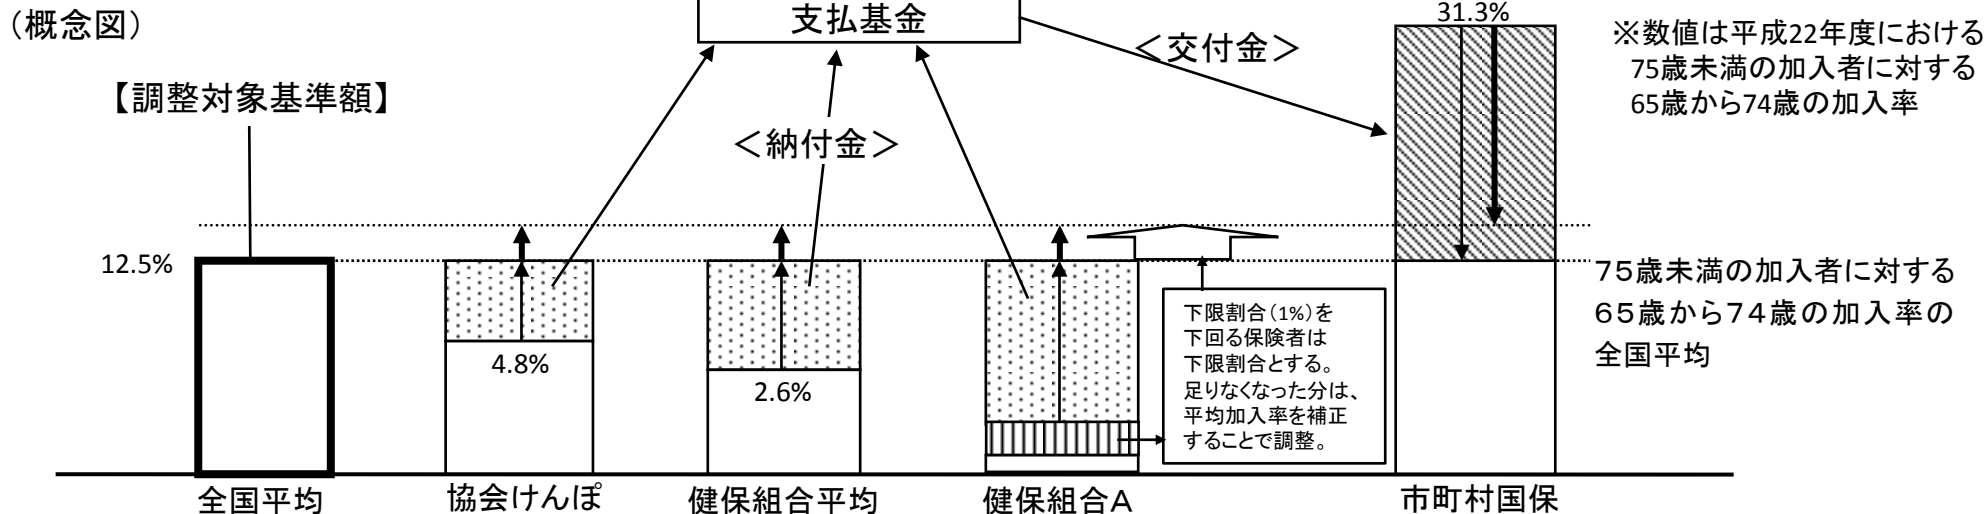 （概念図）
支払基金
31.3%
＜交付金＞
※数値は平成22年度における
75歳未満の加入者に対する
65歳から74歳の加入率
【調整対象基準額】
＜納付金＞
12.5%
4.8%
2.6%
下限割合（1%）を
下回る保険者は
下限割合とする。
足りなくなった分は、
平均加入率を補正
することで調整。
７５歳未満の加入者に対する
６５歳から７４歳の加入率の
全国平均
全国平均
協会けんぽ
健保組合平均
健保組合Ａ
市町村国保